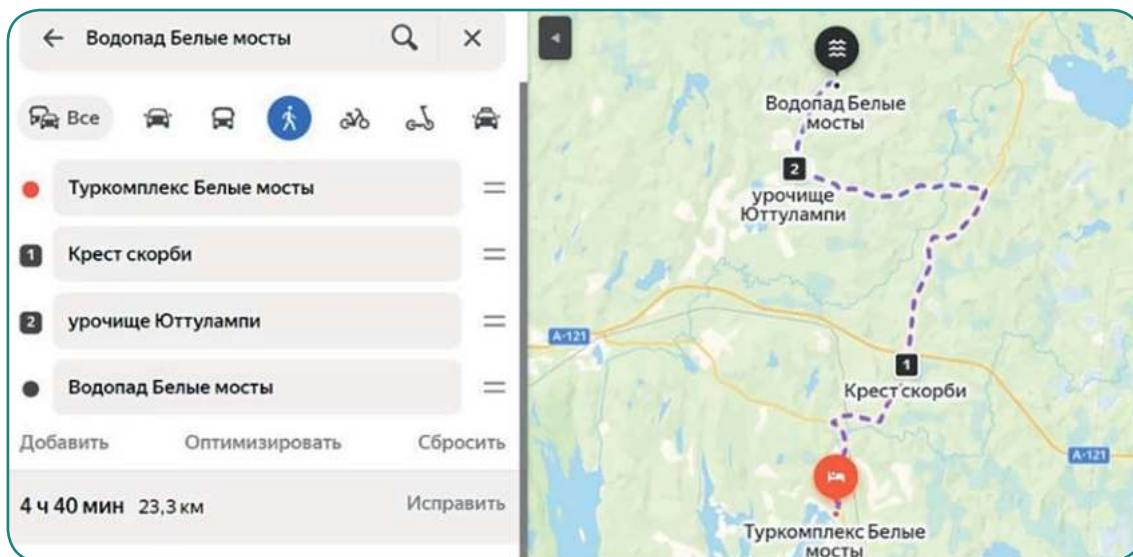 Водопад Белые мосты
Все
Туркомплекс Белые мосты
1 Крест скорби
2 урочище Юттулампи
Водопад Белые мосты
Добавить Оптимизировать Сбросить
4 ч 40 мин 23,3 км Исправить
Водопад Белые
мосты
2
урочище
Юттулампи
А-121
1
Крест скорби
А-121
Туркомплекс Белые
мосты